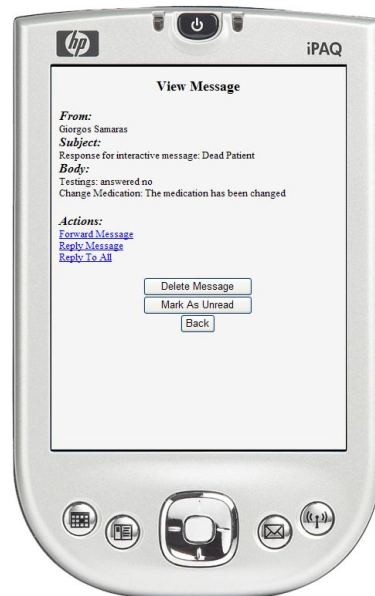 hp
iPAQ
View Message
From:
Giorgos Samaras
Subject:
Response for interactive message: Dead Patient
Body:
Testings: answered no
Change Medication: The medication has been changed
Actions:
Forward Message
Reply Message
Reply To All
Delete Message
Mark As Unread
Back